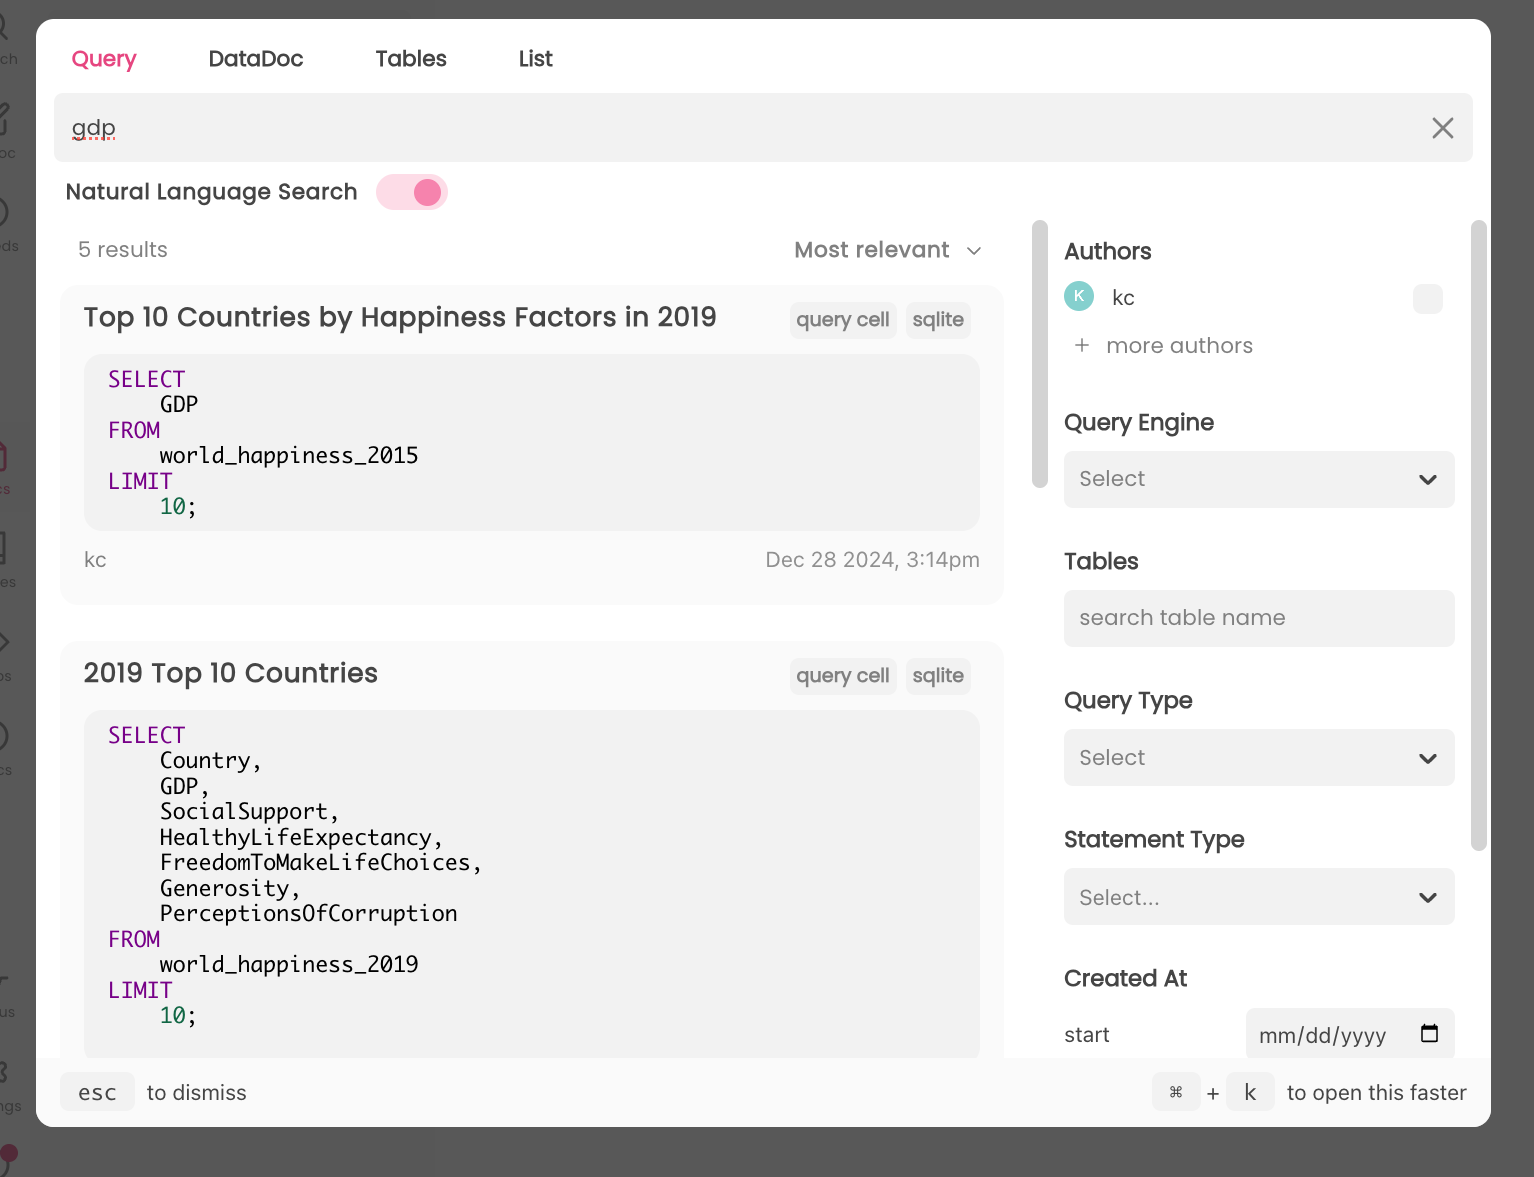 Query DataDoc Tables List
gdp
Natural Language Search
5 results Most relevant
Top 10 Countries by Happiness Factors in 2019 query cell sqlite
SELECT
GDP
FROM
world_happiness_2015
LIMIT
10;
kc Dec 28 2024, 3:14pm
2019 Top 10 Countries query cell sqlite
SELECT
Country,
GDP,
SocialSupport,
HealthyLifeExpectancy,
FreedomToMakeLifeChoices,
Generosity,
PerceptionsOfCorruption
FROM
world_happiness_2019
LIMIT
10;
Authors
K kc
+ more authors
Query Engine
Select
Tables
search table name
Query Type
Select
Statement Type
Select...
Created At
start mm/dd/yyyy
esc to dismiss ⌘ + k to open this faster